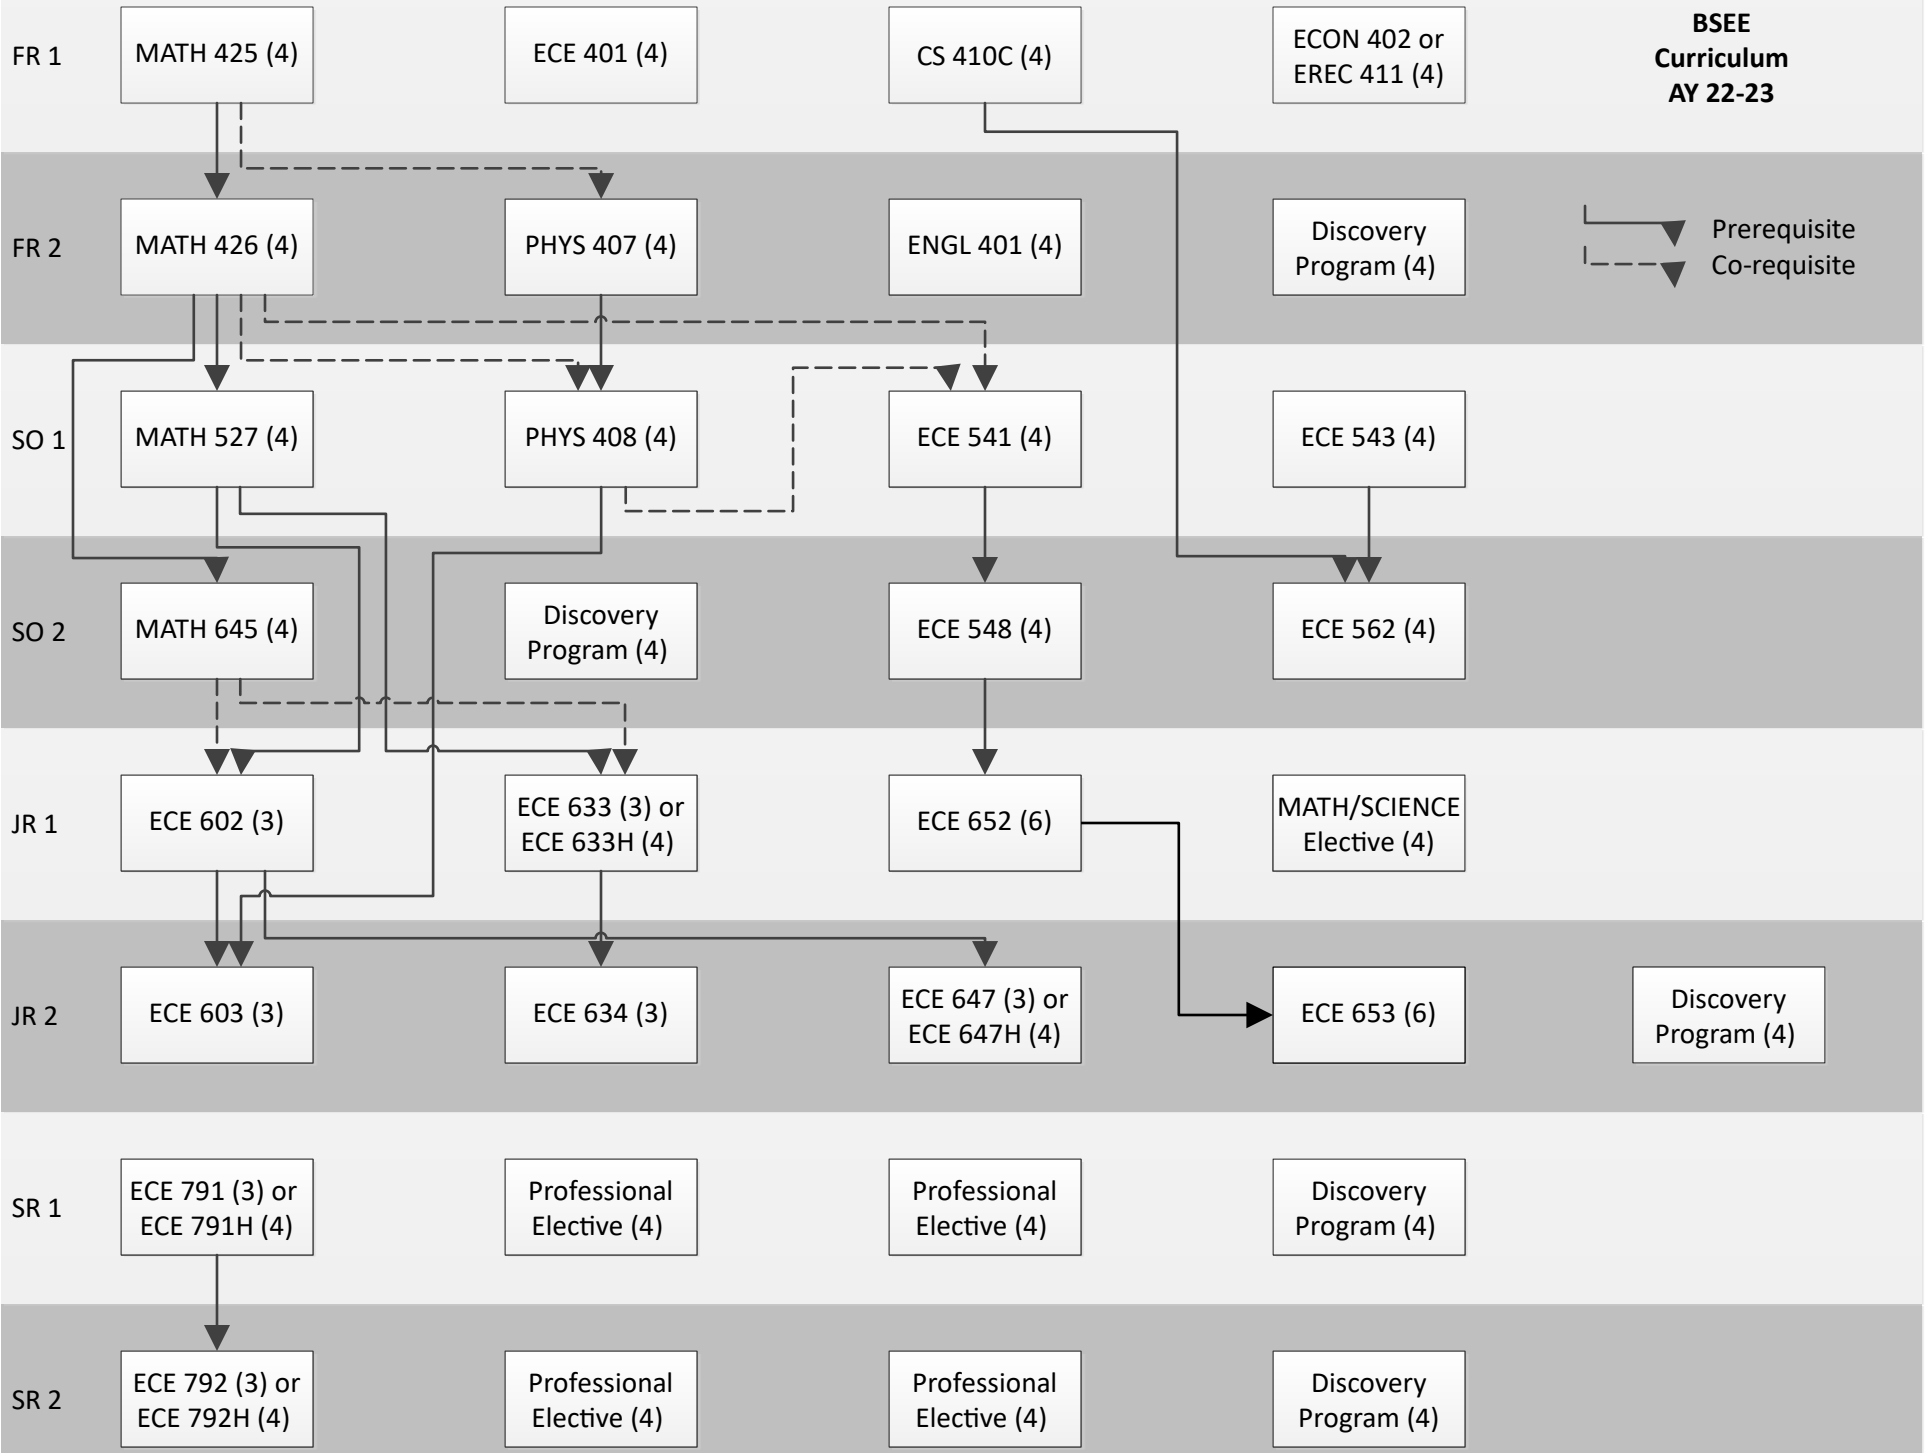 FR 1
MATH 425 (4)
ECE 401 (4)
CS 410C (4)
ECON 402 or
EREC 411 (4)
BSEE
Curriculum
AY 22-23
FR 2
MATH 426 (4)
PHYS 407 (4)
ENGL 401 (4)
Discovery
Program (4)
Prerequisite
Co-requisite
SO 1
MATH 527 (4)
PHYS 408 (4)
ECE 541 (4)
ECE 543 (4)
SO 2
MATH 645 (4)
Discovery
Program (4)
ECE 548 (4)
ECE 562 (4)
JR 1
ECE 602 (3)
ECE 633 (3) or
ECE 633H (4)
ECE 652 (6)
MATH/SCIENCE
Elective (4)
JR 2
ECE 603 (3)
ECE 634 (3)
ECE 647 (3) or
ECE 647H (4)
ECE 653 (6)
Discovery
Program (4)
SR 1
ECE 791 (3) or
ECE 791H (4)
Professional
Elective (4)
Professional
Elective (4)
Discovery
Program (4)
SR 2
ECE 792 (3) or
ECE 792H (4)
Professional
Elective (4)
Professional
Elective (4)
Discovery
Program (4)